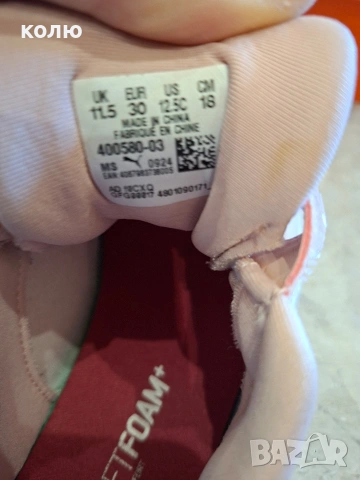 колю
UK EUR US CM
11.5 30 12.5C 18
MADE IN CHINA
FABRIQUÉ EN CHINE
400580-03
MS 0924
EAN:
FOAM+
BAZAR.bg